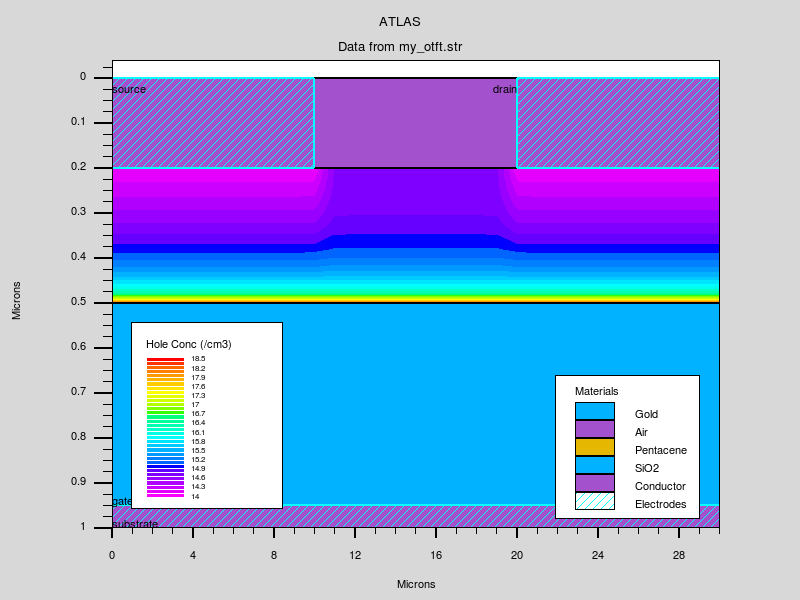 ATLAS
Data from my_otft.str
0
source
drain
0.1
0.2
0.3
0.4
0.5
0.6
0.7
0.8
0.9
1
Microns
Hole Conc (/cm3)
18.5
18.2
17.9
17.6
17.3
17
16.7
16.4
16.1
15.8
15.5
15.2
14.9
14.6
14.3
14
Materials
Gold
Air
Pentacene
SiO2
Conductor
Electrodes
gate
substrate
0 4 8 12 16 20 24 28
Microns